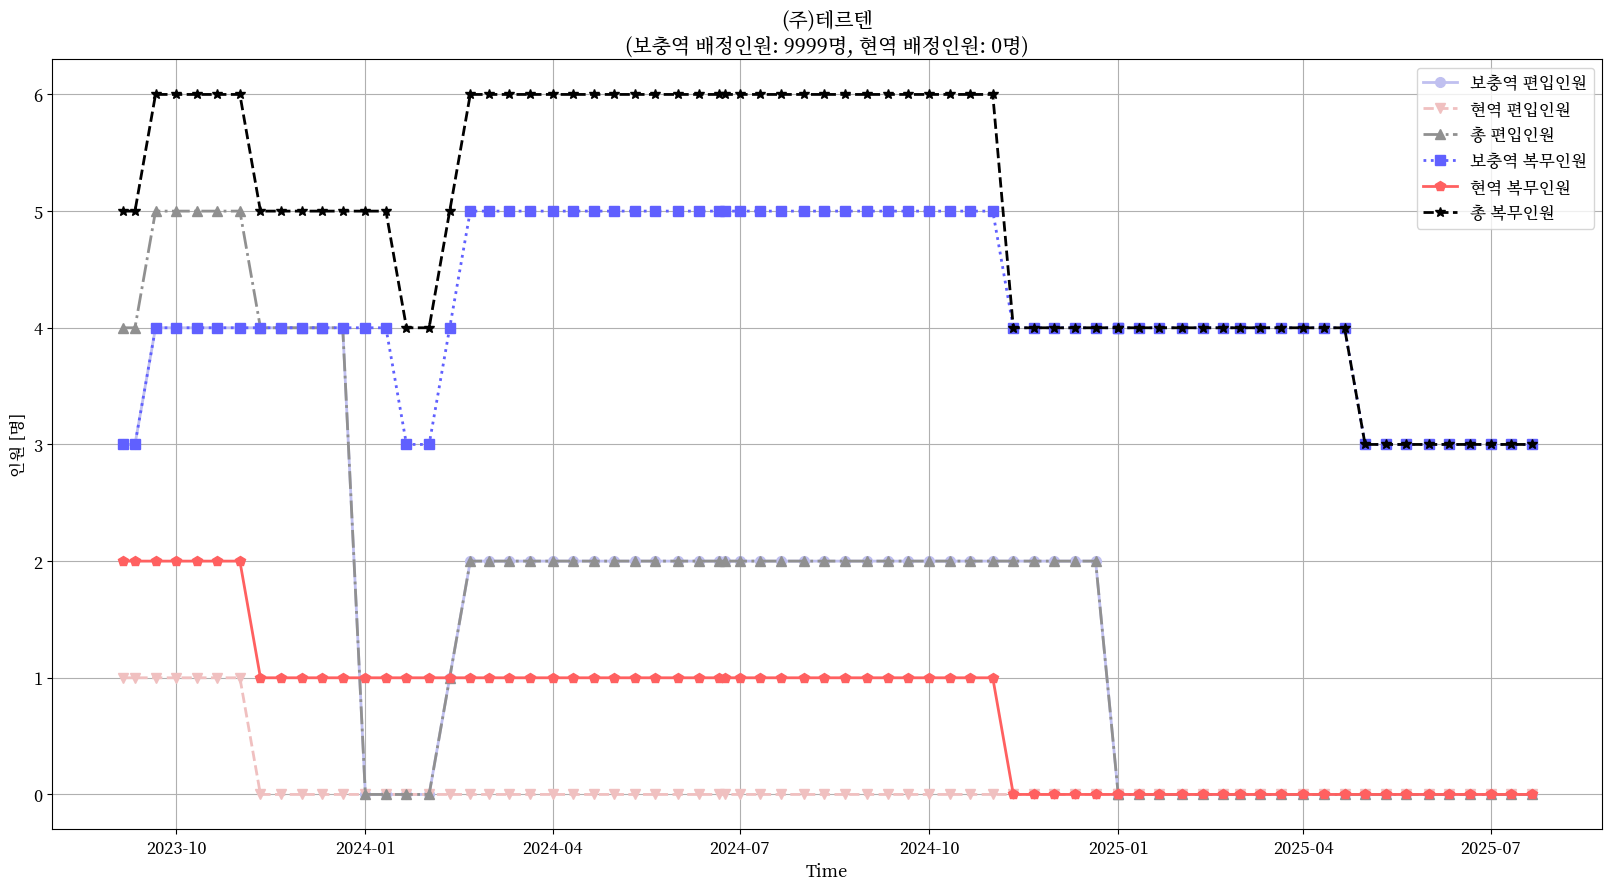 (주)테르텐
(보충역 배정인원: 9999명, 현역 배정인원: 0명)
보충역 편입인원
현역 편입인원
총 편입인원
보충역 복무인원
현역 복무인원
총 복무인원
인원 [명]
6
5
4
3
2
1
0
2023-10
2024-01
2024-04
2024-07
2024-10
2025-01
2025-04
2025-07
Time